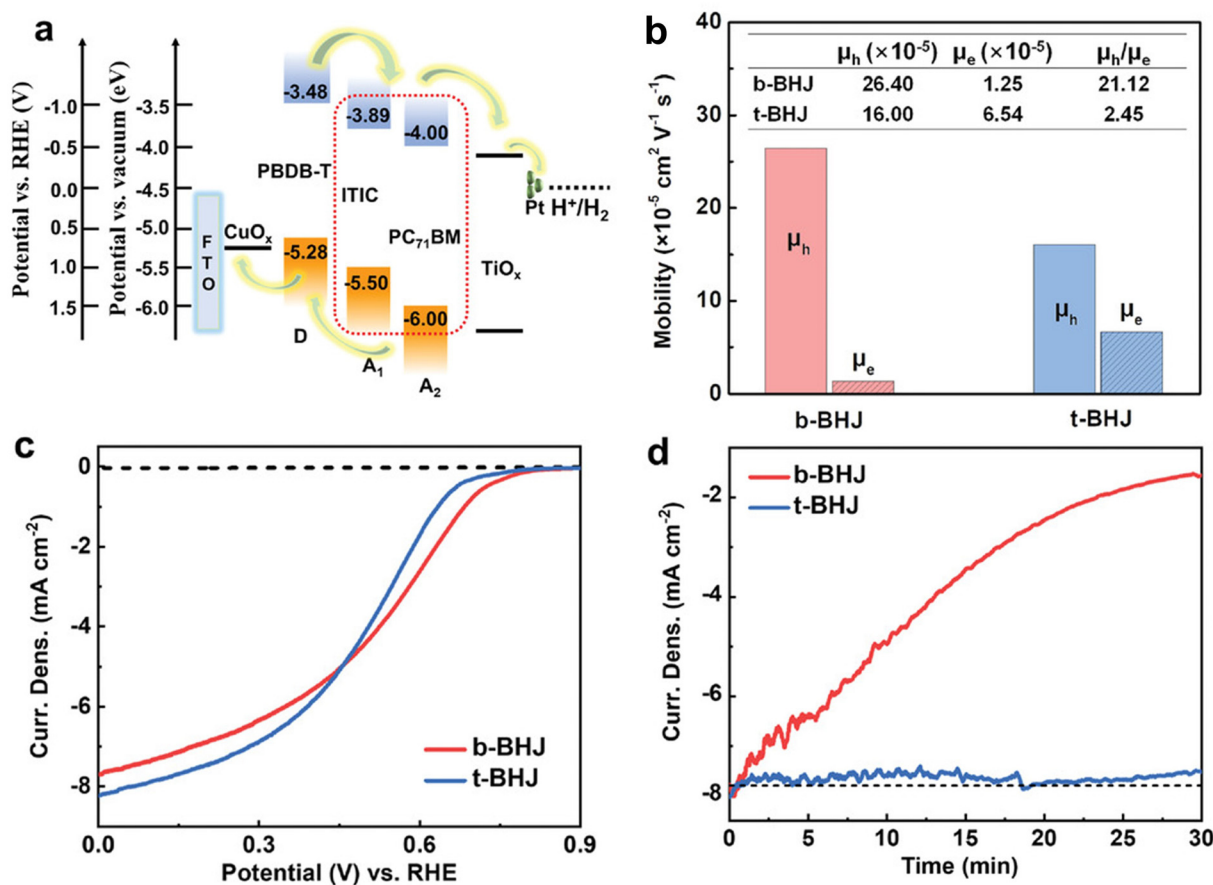 a
Potential vs. RHE (V)
-1.0
-0.5
0.0
0.5
1.0
1.5
Potential vs. vacuum (eV)
-3.5
-4.0
-4.5
-5.0
-5.5
-6.0
FTO
CuOₓ
-3.48
PBDB-T
-5.28
D
-3.89
ITIC
-5.50
A₁
-4.00
PC₇₁BM
-6.00
A₂
TiOₓ
Pt H⁺/H₂
b
Mobility (×10⁻⁵ cm² V⁻¹ s⁻¹)
40
30
20
10
0
μₕ (×10⁻⁵) μₑ (×10⁻⁵) μₕ/μₑ
b-BHJ 26.40 1.25 21.12
t-BHJ 16.00 6.54 2.45
μₕ
μₑ
μₕ
μₑ
b-BHJ t-BHJ
c
Curr. Dens. (mA cm⁻²)
0
-2
-4
-6
-8
b-BHJ
t-BHJ
0.0 0.3 0.6 0.9
Potential (V) vs. RHE
d
Curr. Dens. (mA cm⁻²)
-2
-4
-6
-8
b-BHJ
t-BHJ
0 5 10 15 20 25 30
Time (min)